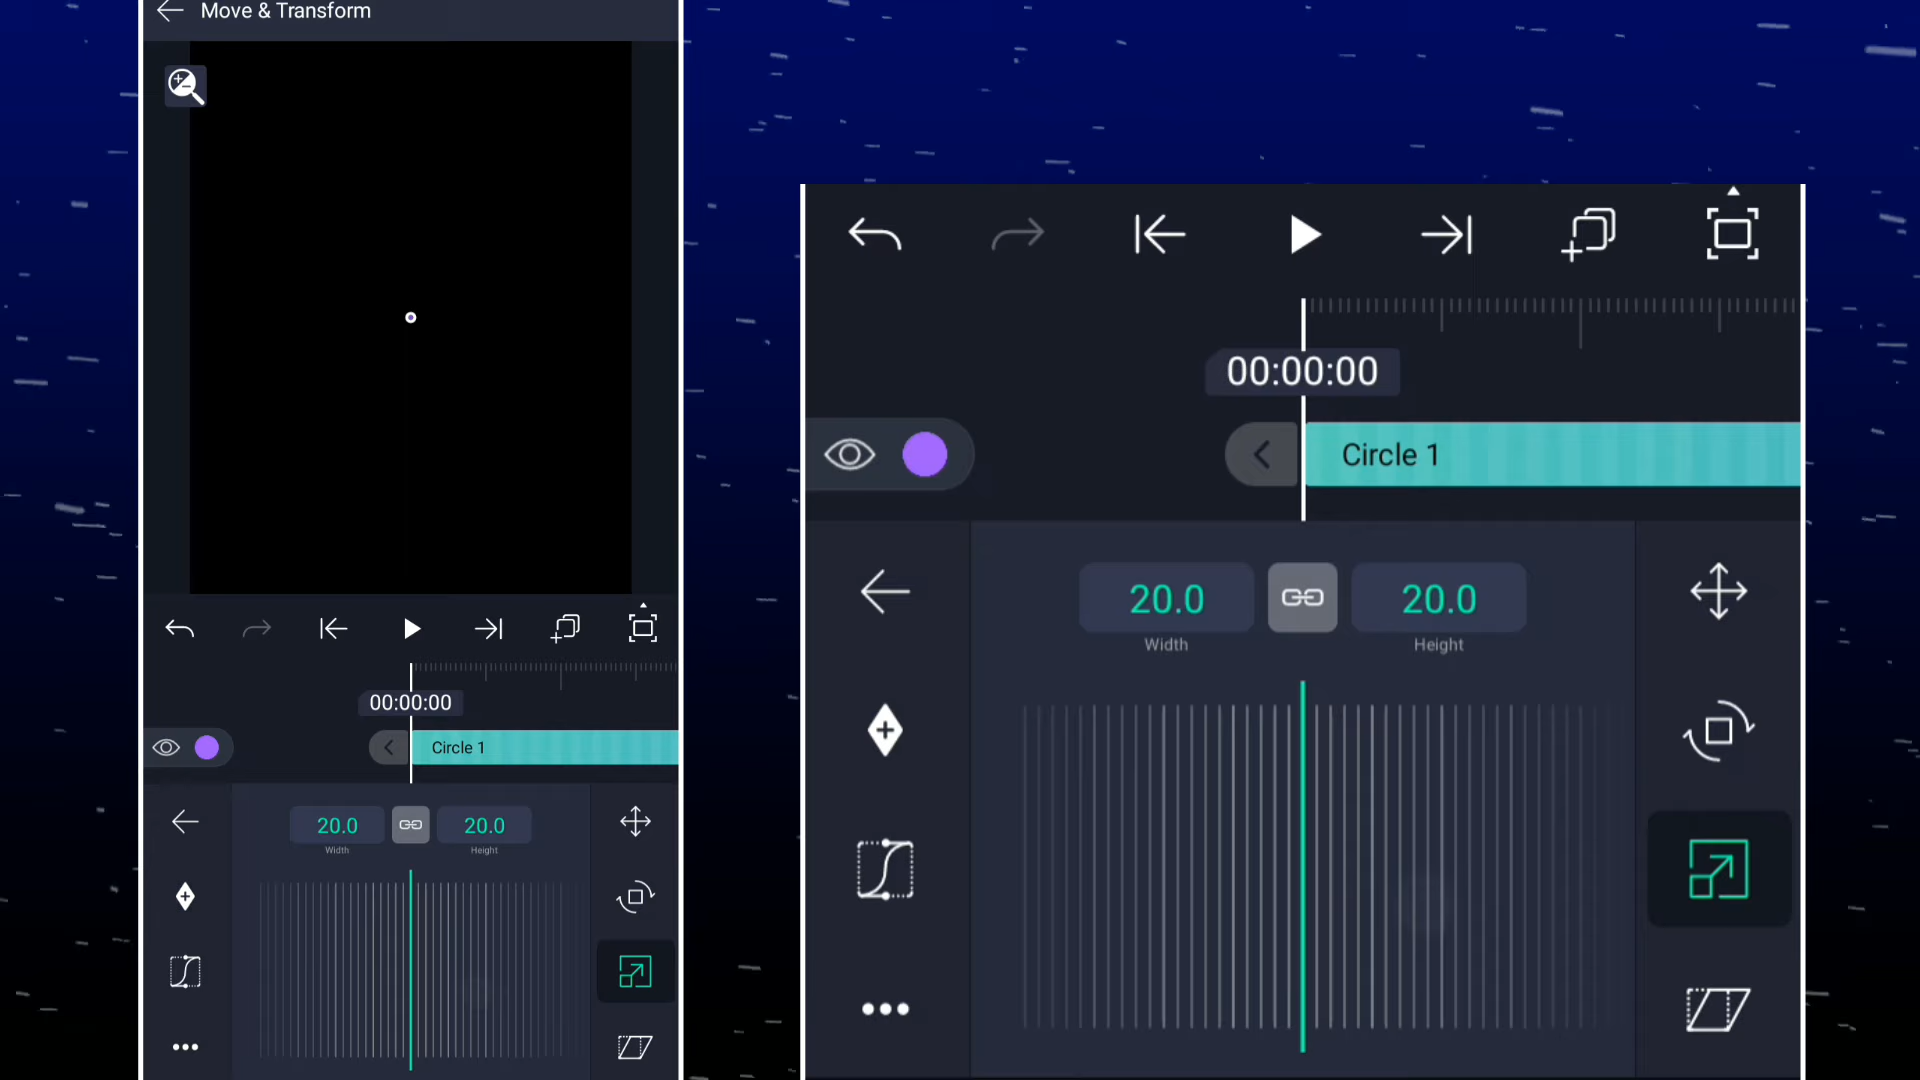 Move & Transform
00:00:00
Circle 1
20.0
20.0
Width
Height
00:00:00
Circle 1
20.0
20.0
Width
Height